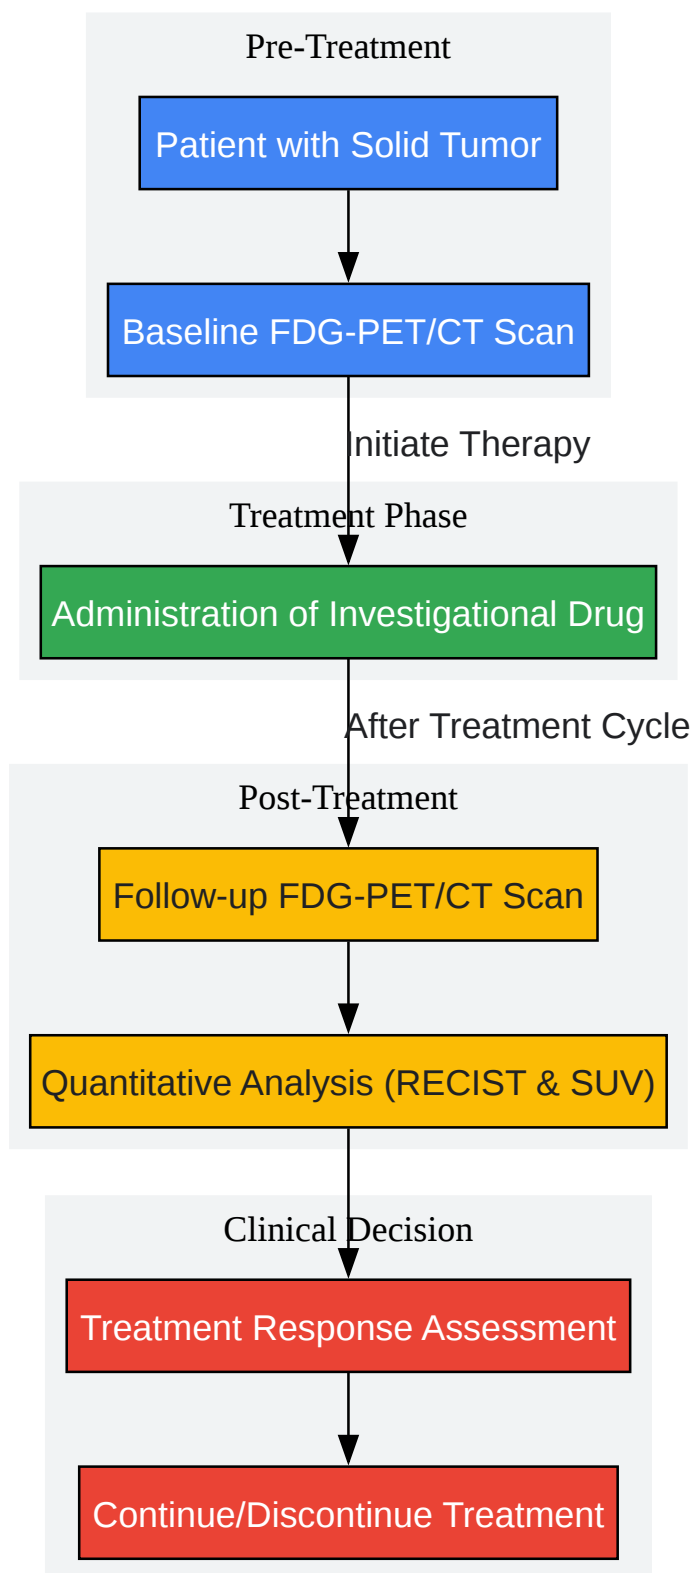 Pre-Treatment
Patient with Solid Tumor
Baseline FDG-PET/CT Scan
Initiate Therapy
Treatment Phase
Administration of Investigational Drug
After Treatment Cycle
Post-Treatment
Follow-up FDG-PET/CT Scan
Quantitative Analysis (RECIST & SUV)
Clinical Decision
Treatment Response Assessment
Continue/Discontinue Treatment